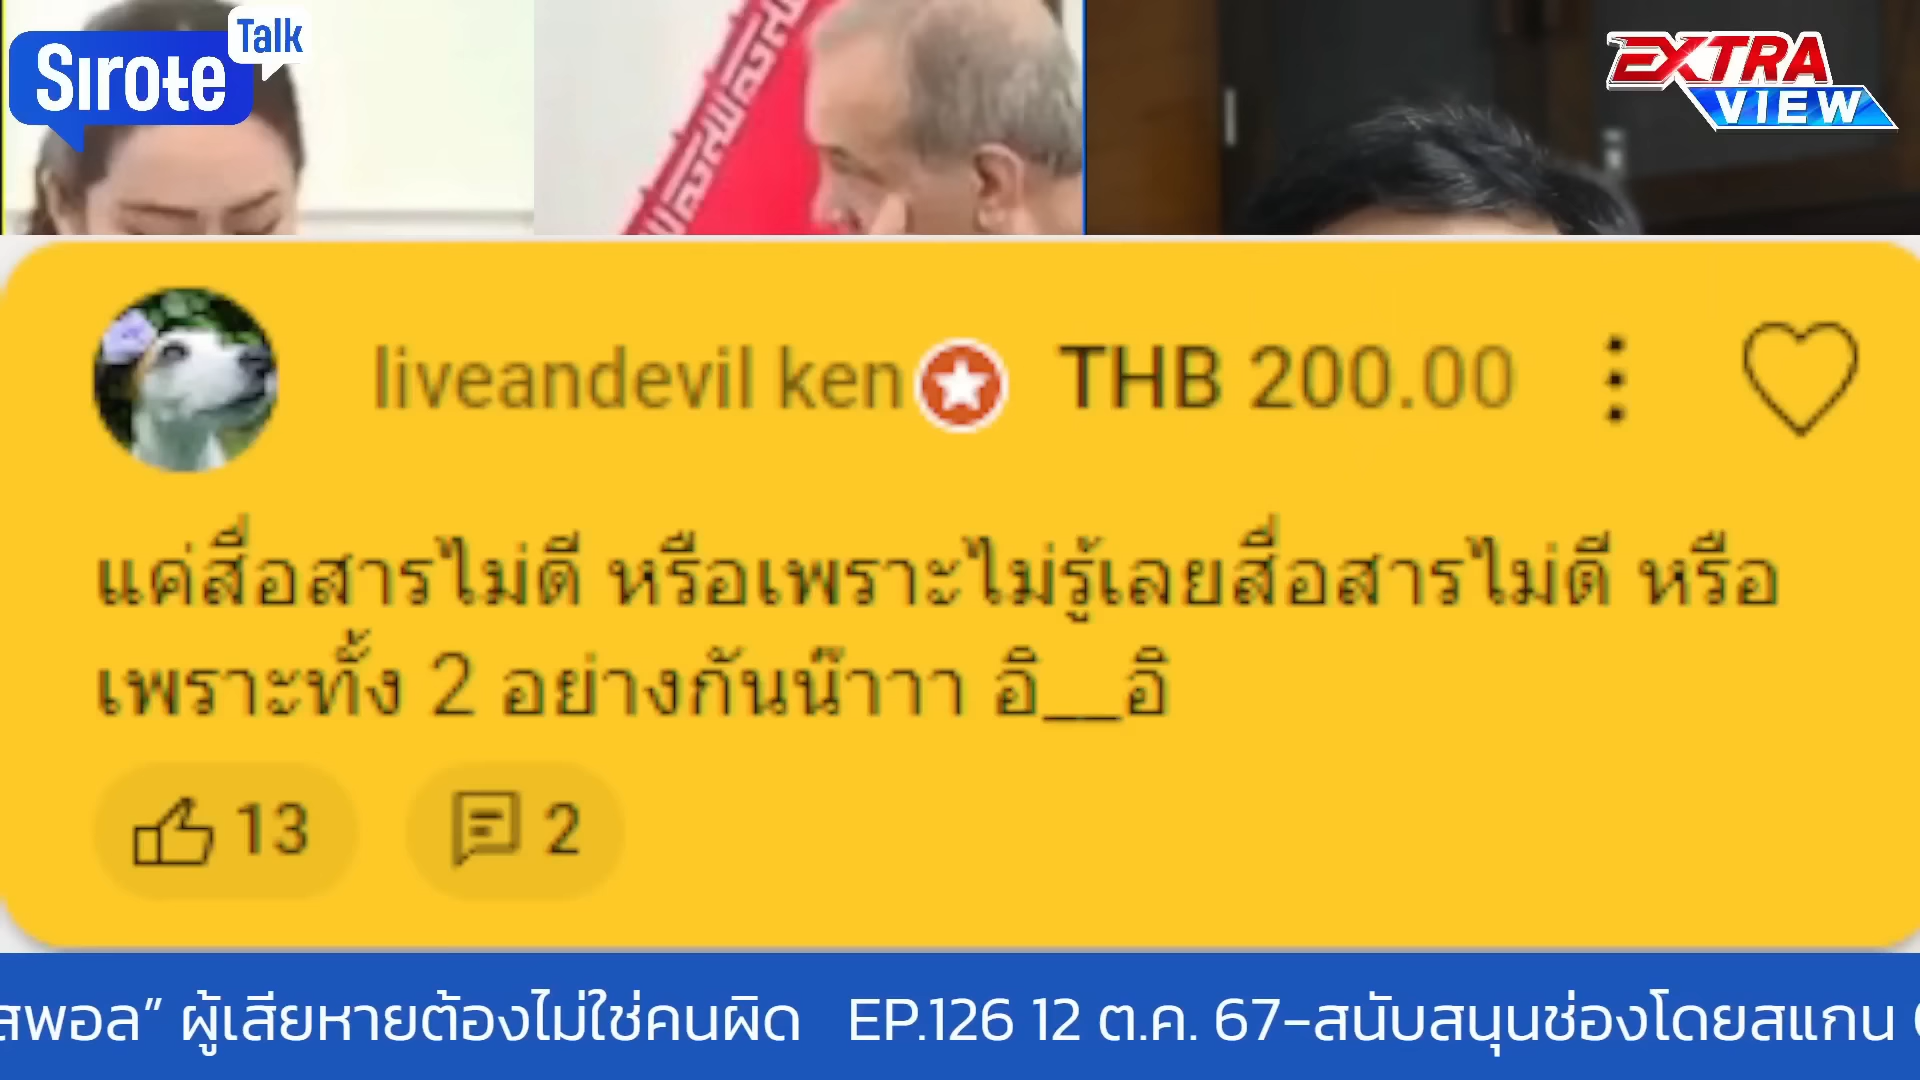 Sirote Talk
EXTRA VIEW
liveandevil ken THB 200.00
แค่สื่อสารไม่ดี หรือเพราะไม่รู้เลยสื่อสารไม่ดี หรือ
เพราะทั้ง 2 อย่างกันน๊าาา อิ__อิ
13 2
สพอล” ผู้เสียหายต้องไม่ใช่คนผิด EP.126 12 ต.ค. 67-สนับสนุนช่องโดยสแกน